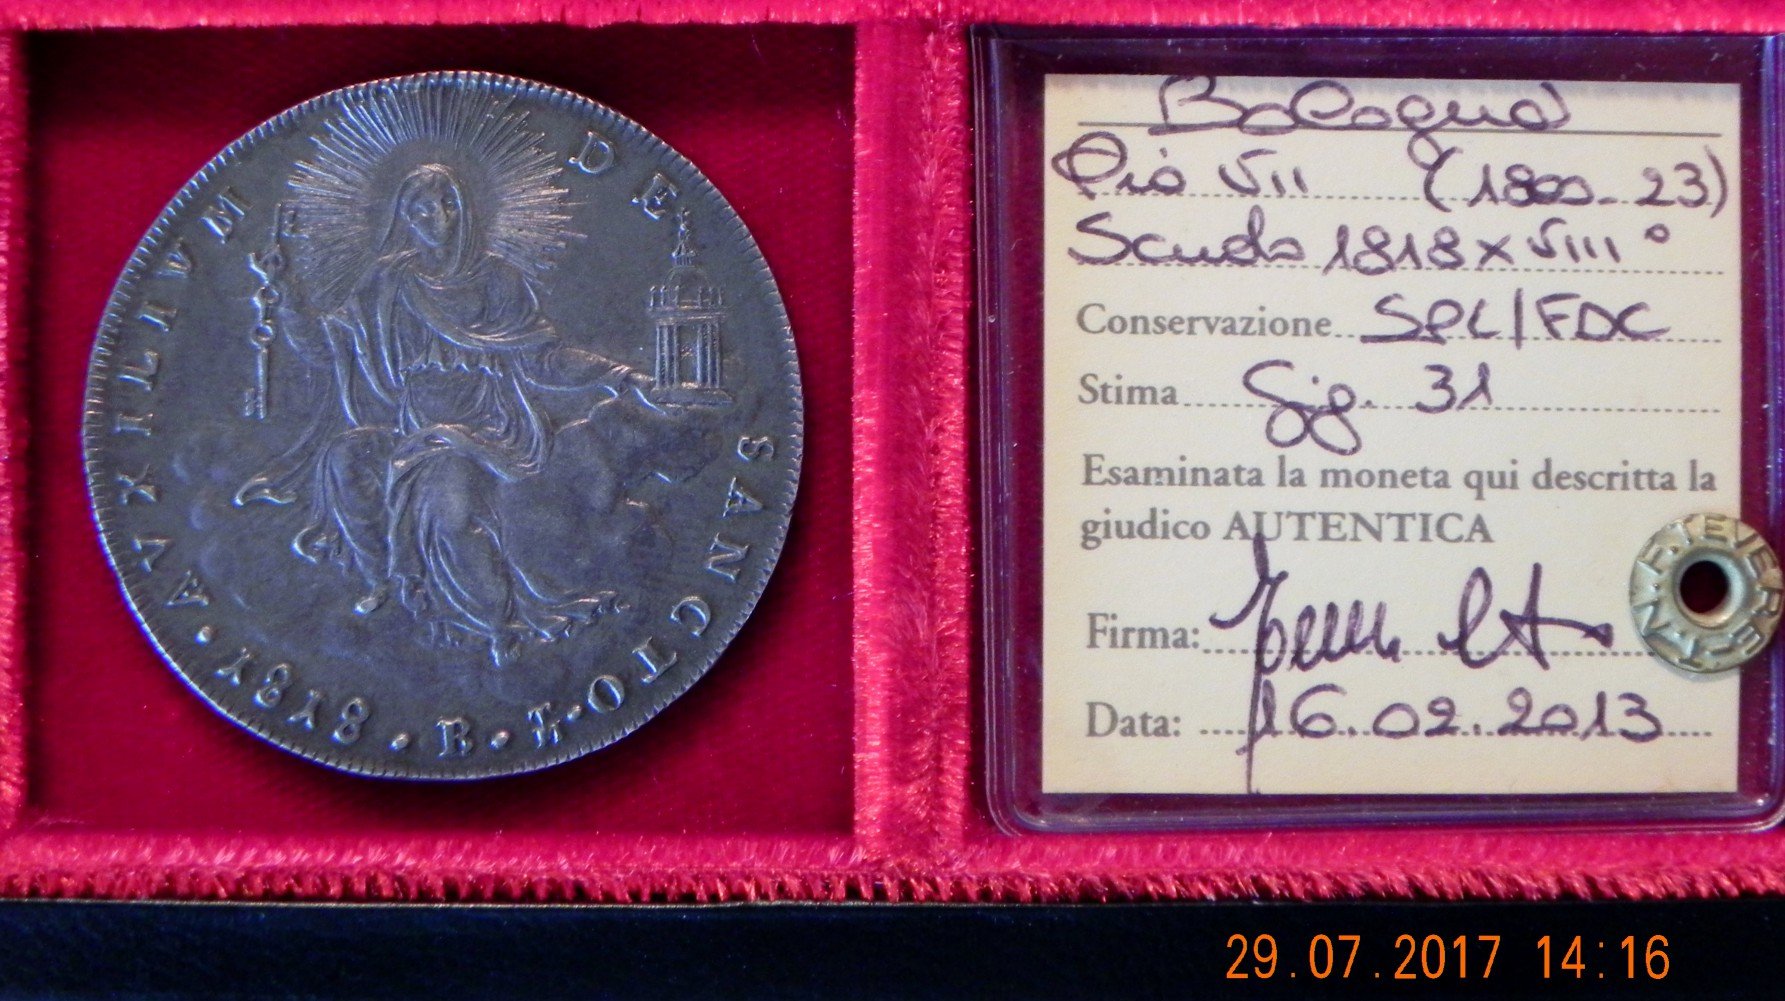 AVXILIVM DE SANCTO
A·1818·B·T·
Bologna
Pio VII (1800-23)
Scudo 1818 XVIII°
Conservazione SPL/FDC
Stima Gig. 31
Esaminata la moneta qui descritta la
giudico AUTENTICA
Firma:
Data: 16.02.2013
29.07.2017 14:16